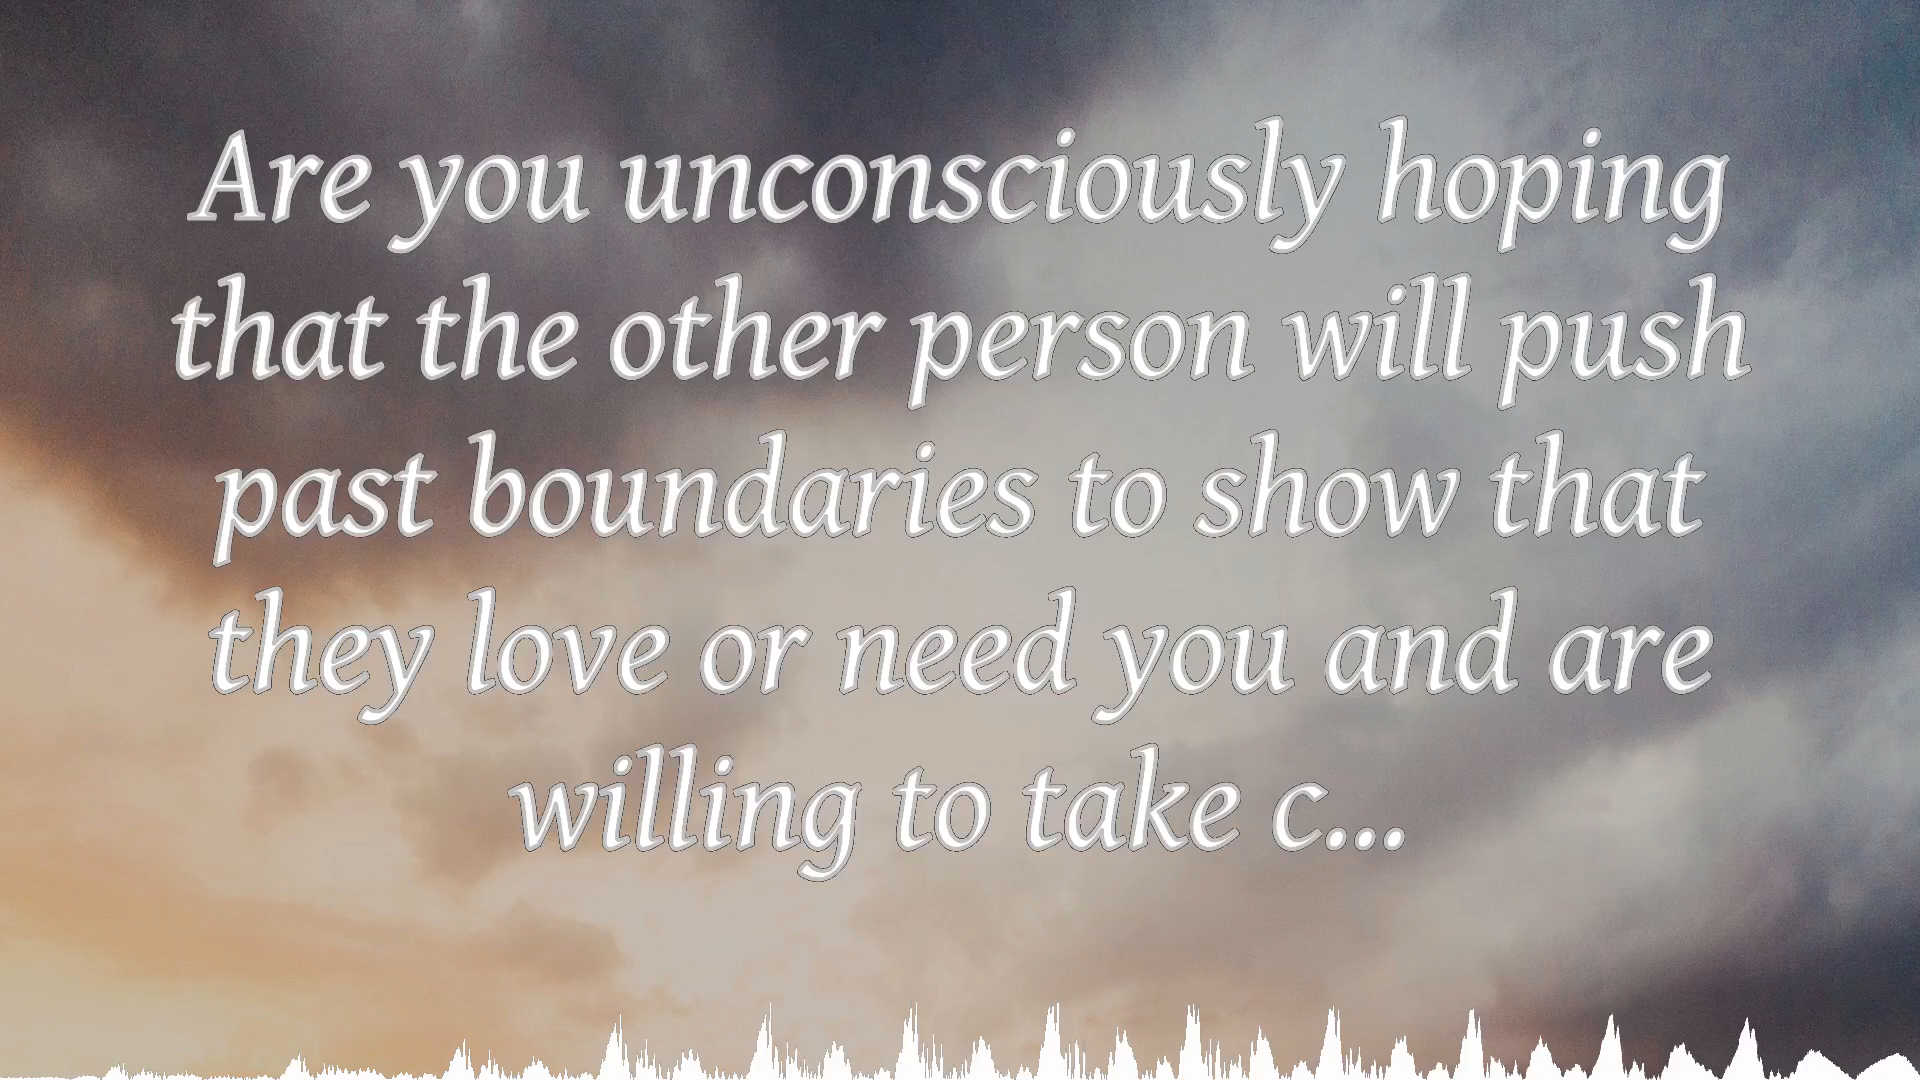 Are you unconsciously hoping
that the other person will push
past boundaries to show that
they love or need you and are
willing to take c...